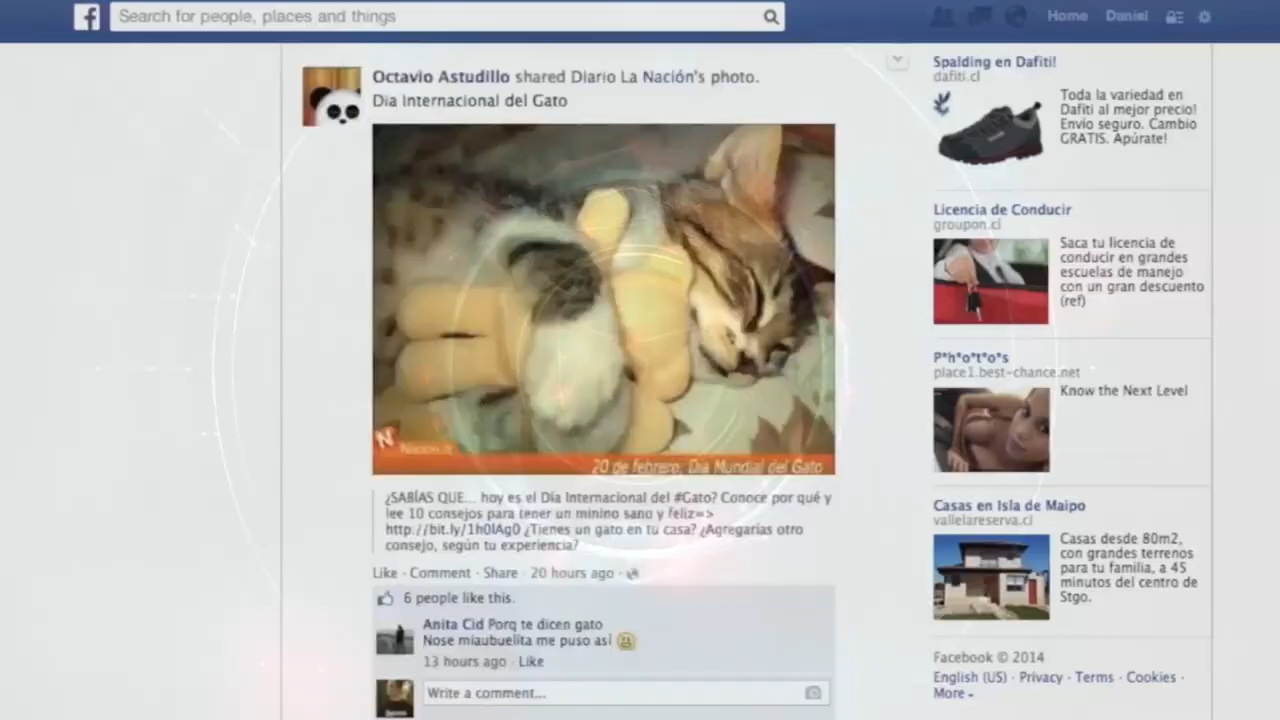 f
Search for people, places and things
Home Daniel
Octavio Astudillo shared Diario La Nación's photo.
Dia Internacional del Gato
N Nacion.cl
20 de febrero, Dia Mundial del Gato
¿SABÍAS QUE... hoy es el Día Internacional del #Gato? Conoce por qué y
lee 10 consejos para tener un minino sano y feliz=>
http://bit.ly/1h0lAg0 ¿Tienes un gato en tu casa? ¿Agregarías otro
consejo, según tu experiencia?
Like · Comment · Share · 20 hours ago ·
6 people like this.
Anita Cid Porq te dicen gato
Nose miaubuelita me puso asi
13 hours ago · Like
Write a comment...
Spalding en Dafiti!
dafiti.cl
Toda la variedad en
Dafiti al mejor precio!
Envío seguro. Cambio
GRATIS. Apúrate!
Licencia de Conducir
groupon.cl
Saca tu licencia de
conducir en grandes
escuelas de manejo
con un gran descuento
(ref)
P*h*o*t*o*s
place1.best-chance.net
Know the Next Level
Casas en Isla de Maipo
vallelareserva.cl
Casas desde 80m2,
con grandes terrenos
para tu familia, a 45
minutos del centro de
Stgo.
Facebook © 2014
English (US) · Privacy · Terms · Cookies ·
More